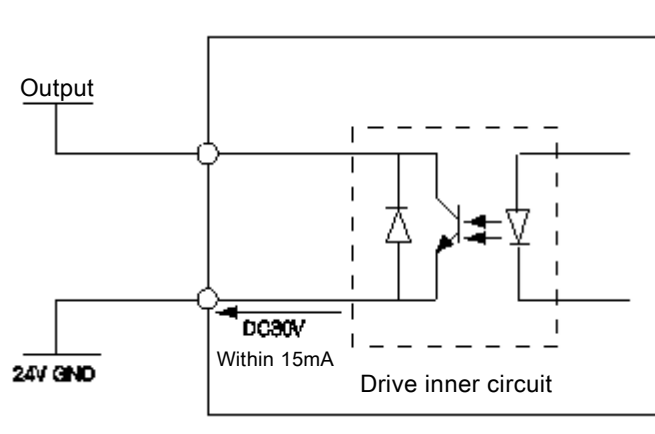 Output
DC30V
Within 15mA
24V GND
Drive inner circuit